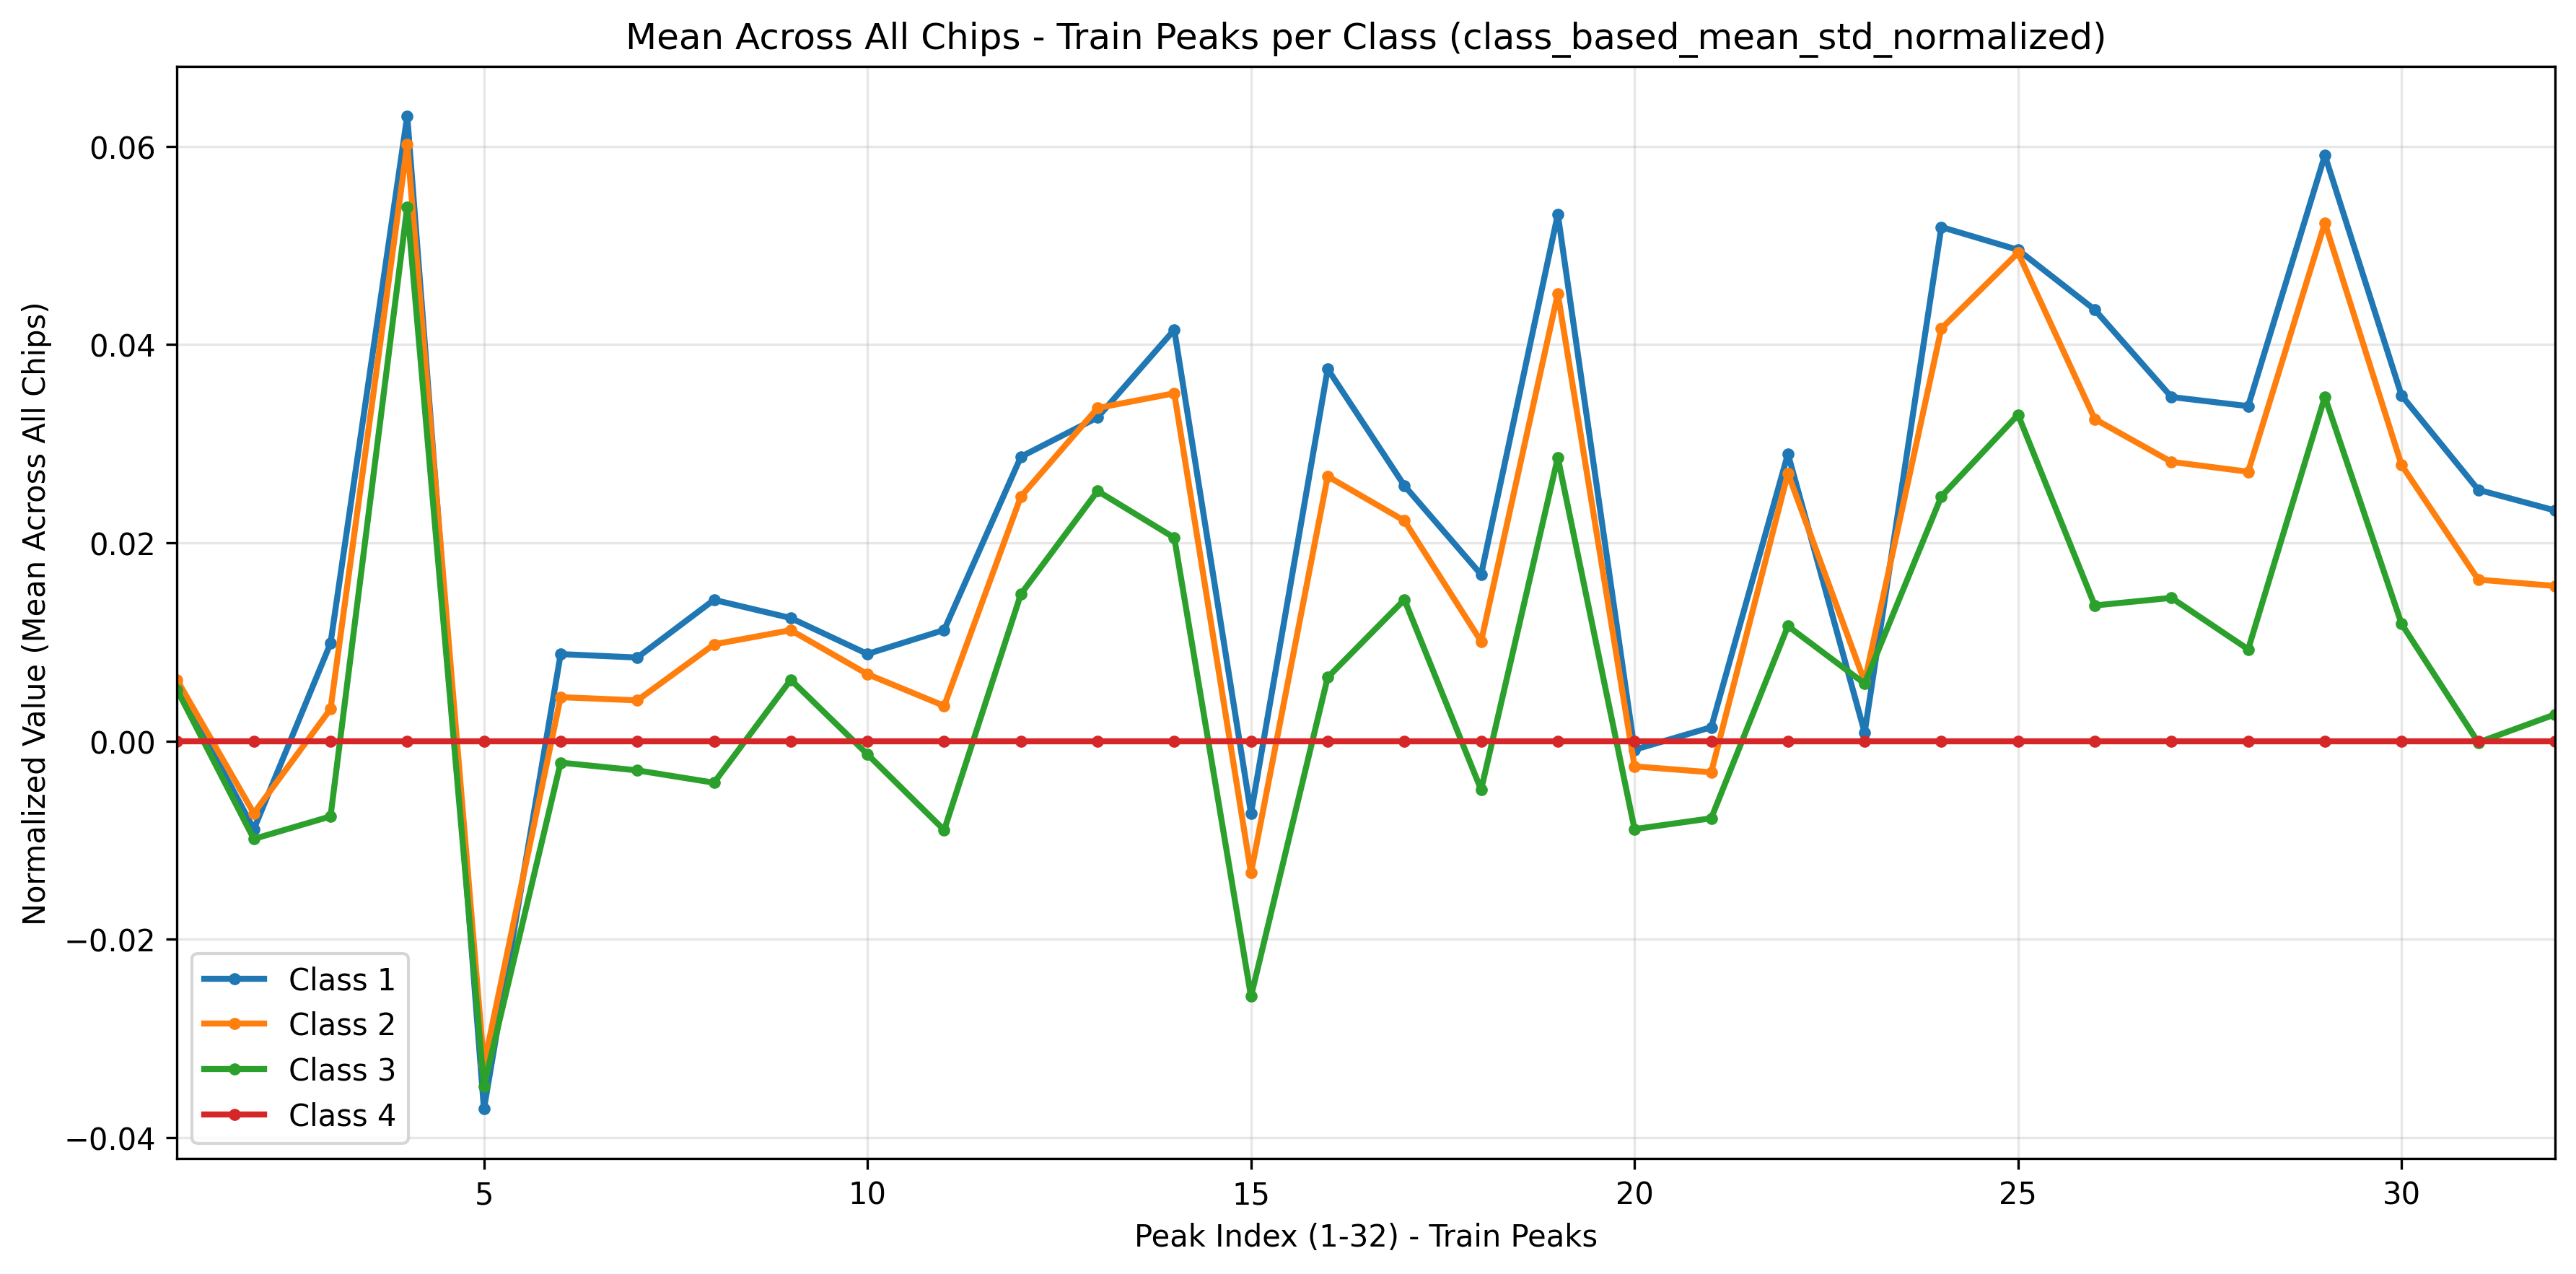 Mean Across All Chips - Train Peaks per Class (class_based_mean_std_normalized)
Normalized Value (Mean Across All Chips)
0.06
0.04
0.02
0.00
−0.02
−0.04
Class 1
Class 2
Class 3
Class 4
5
10
15
20
25
30
Peak Index (1-32) - Train Peaks